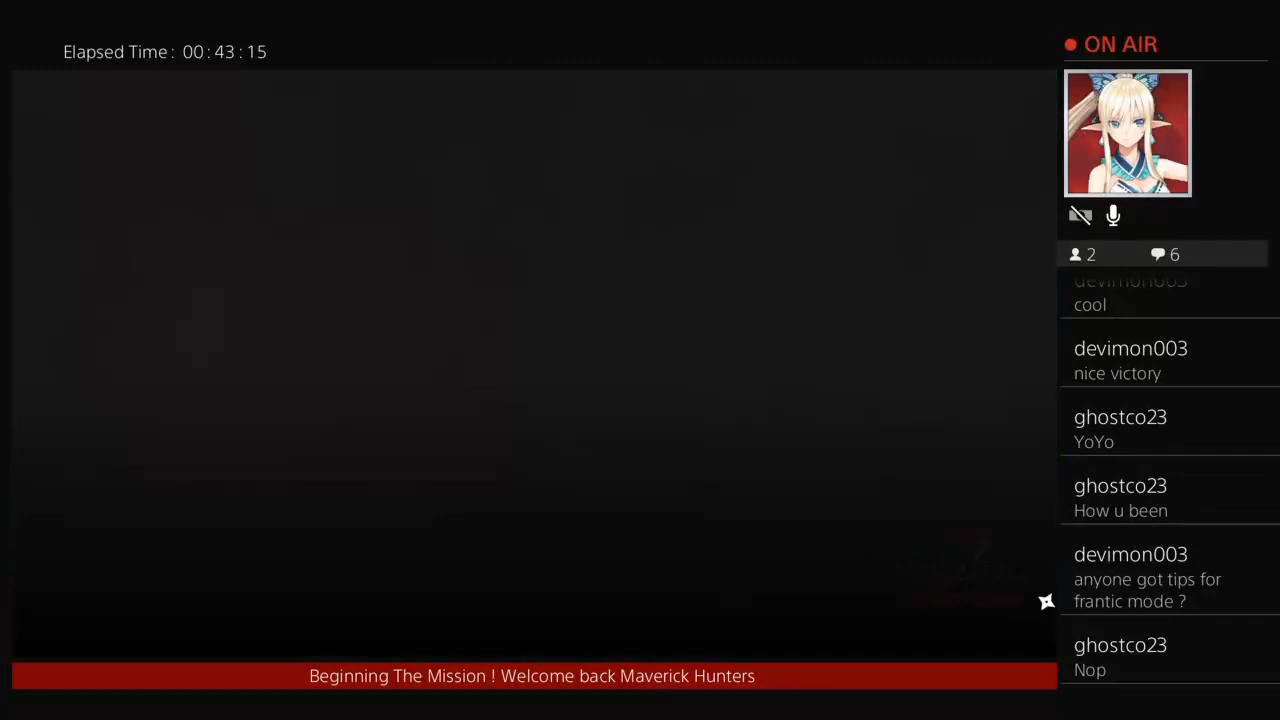 Elapsed Time: 00:43:15
ON AIR
2 6
devimon003
cool
devimon003
nice victory
ghostco23
YoYo
ghostco23
How u been
devimon003
anyone got tips for
frantic mode ?
ghostco23
Nop
Beginning The Mission ! Welcome back Maverick Hunters